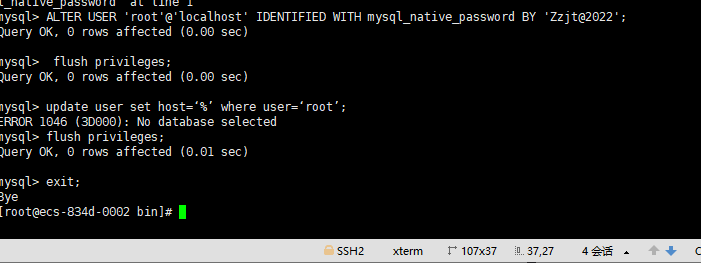 l_native_password' at line 1
mysql> ALTER USER 'root'@'localhost' IDENTIFIED WITH mysql_native_password BY 'Zzjt@2022';
Query OK, 0 rows affected (0.00 sec)
mysql>  flush privileges;
Query OK, 0 rows affected (0.00 sec)
mysql> update user set host=‘%’ where user=‘root’;
ERROR 1046 (3D000): No database selected
mysql> flush privileges;
Query OK, 0 rows affected (0.01 sec)
mysql> exit;
Bye
[root@ecs-834d-0002 bin]#
SSH2 xterm 107x37 37,27 4 会话